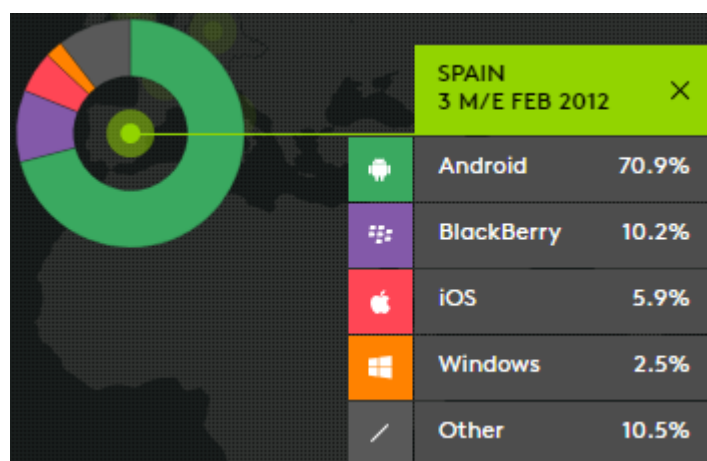 SPAIN
3 M/E FEB 2012
Android 70.9%
BlackBerry 10.2%
iOS 5.9%
Windows 2.5%
Other 10.5%